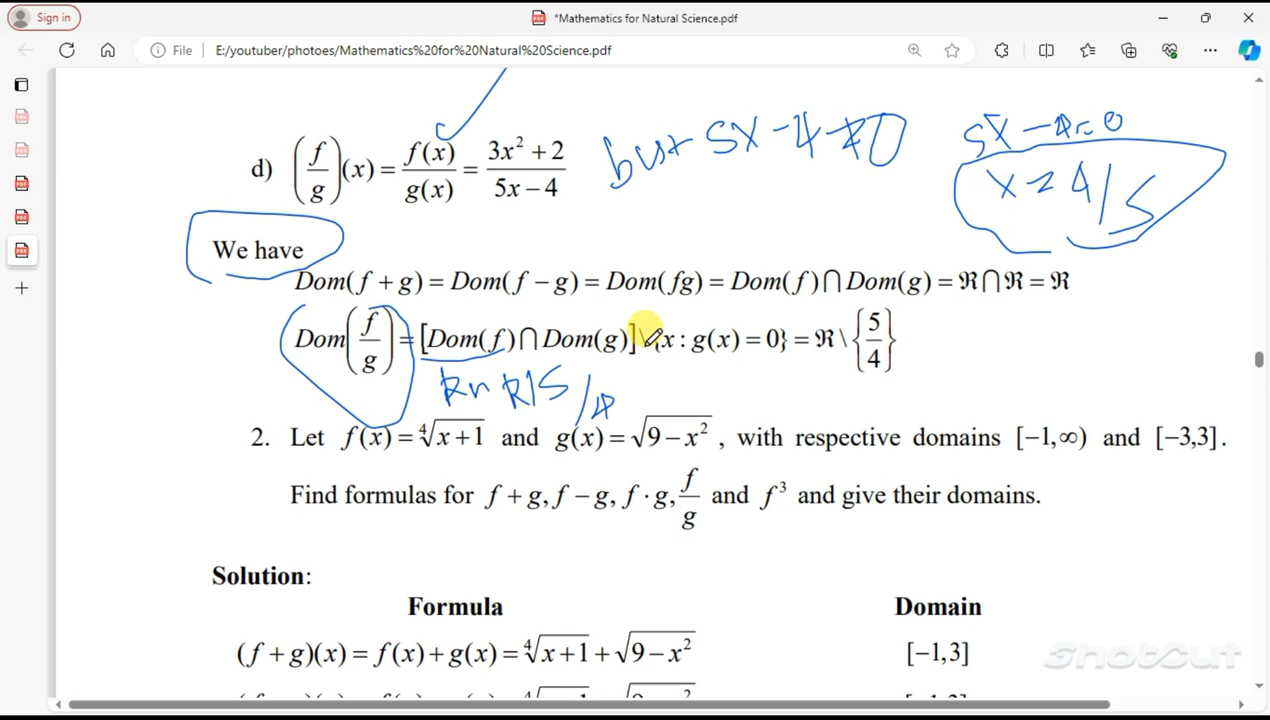 Sign in
*Mathematics for Natural Science.pdf
File E:/youtuber/photoes/Mathematics%20for%20Natural%20Science.pdf
d) (f/g)(x) = f(x)/g(x) = (3x² + 2)/(5x − 4) but 5x - 4 ≠ 0
5x - 4 = 0
x = 4/5
We have
Dom(f + g) = Dom(f − g) = Dom(fg) = Dom(f) ⋂ Dom(g) = ℜ ⋂ ℜ = ℜ
Dom(f/g) = [Dom(f) ⋂ Dom(g)] \ {x : g(x) = 0} = ℜ \ {5/4}
R∩ R\5/4
2. Let f(x) = ∜(x+1) and g(x) = √(9 − x²), with respective domains [−1,∞) and [−3,3].
Find formulas for f + g, f − g, f · g, f/g and f³ and give their domains.
Solution:
Formula Domain
(f + g)(x) = f(x) + g(x) = ∜(x+1) + √(9 − x²) [−1,3]
Shotcut